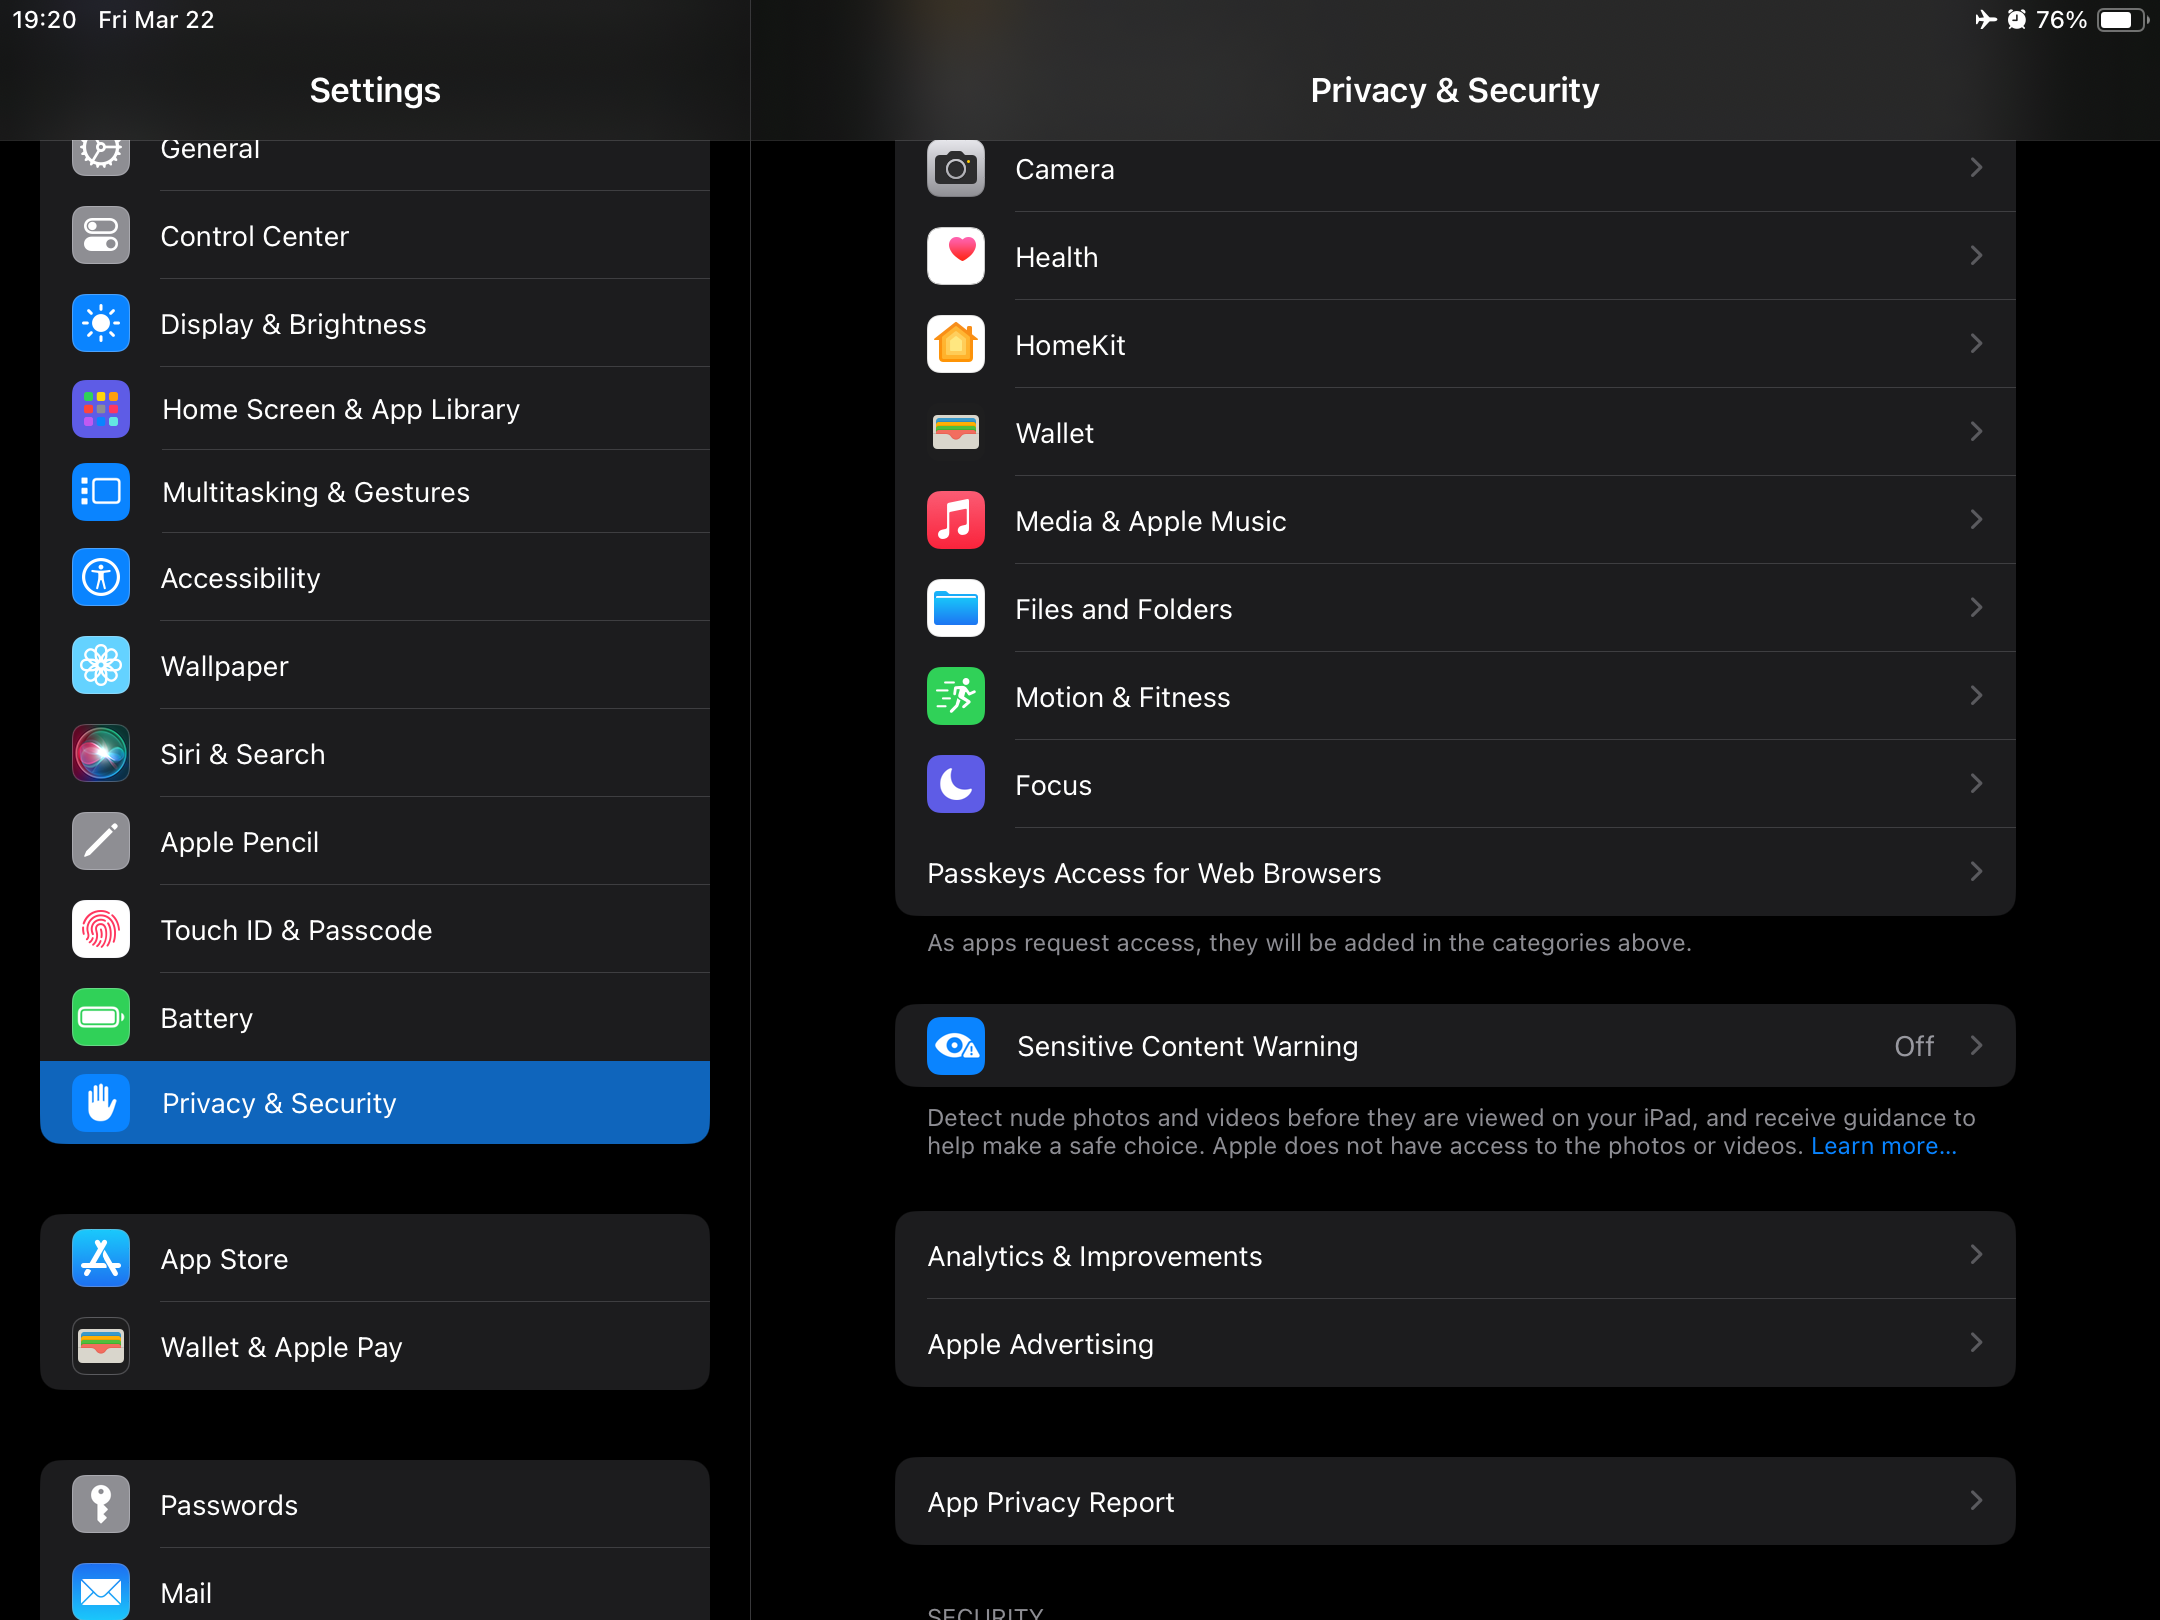 19:20 Fri Mar 22
76%
Settings
General
Control Center
Display & Brightness
Home Screen & App Library
Multitasking & Gestures
Accessibility
Wallpaper
Siri & Search
Apple Pencil
Touch ID & Passcode
Battery
Privacy & Security
App Store
Wallet & Apple Pay
Passwords
Mail
Privacy & Security
Camera
Health
HomeKit
Wallet
Media & Apple Music
Files and Folders
Motion & Fitness
Focus
Passkeys Access for Web Browsers
As apps request access, they will be added in the categories above.
Sensitive Content Warning Off
Detect nude photos and videos before they are viewed on your iPad, and receive guidance to
help make a safe choice. Apple does not have access to the photos or videos. Learn more...
Analytics & Improvements
Apple Advertising
App Privacy Report
SECURITY